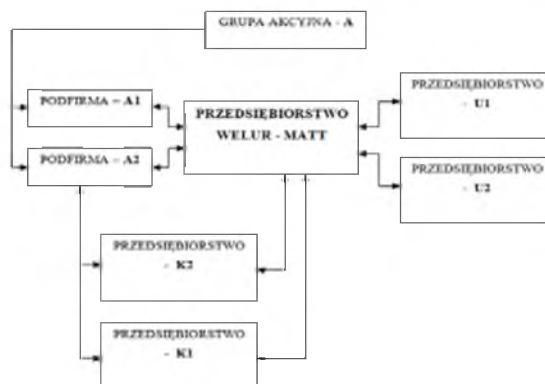 GRUPA AKCYJNA - A
PODFIRMA – A1
PRZEDSIĘBIORSTWO
WELUR - MATT
PRZEDSIĘBIORSTWO
- U1
PODFIRMA – A2
PRZEDSIĘBIORSTWO
- U2
PRZEDSIĘBIORSTWO
- K2
PRZEDSIĘBIORSTWO
- K1